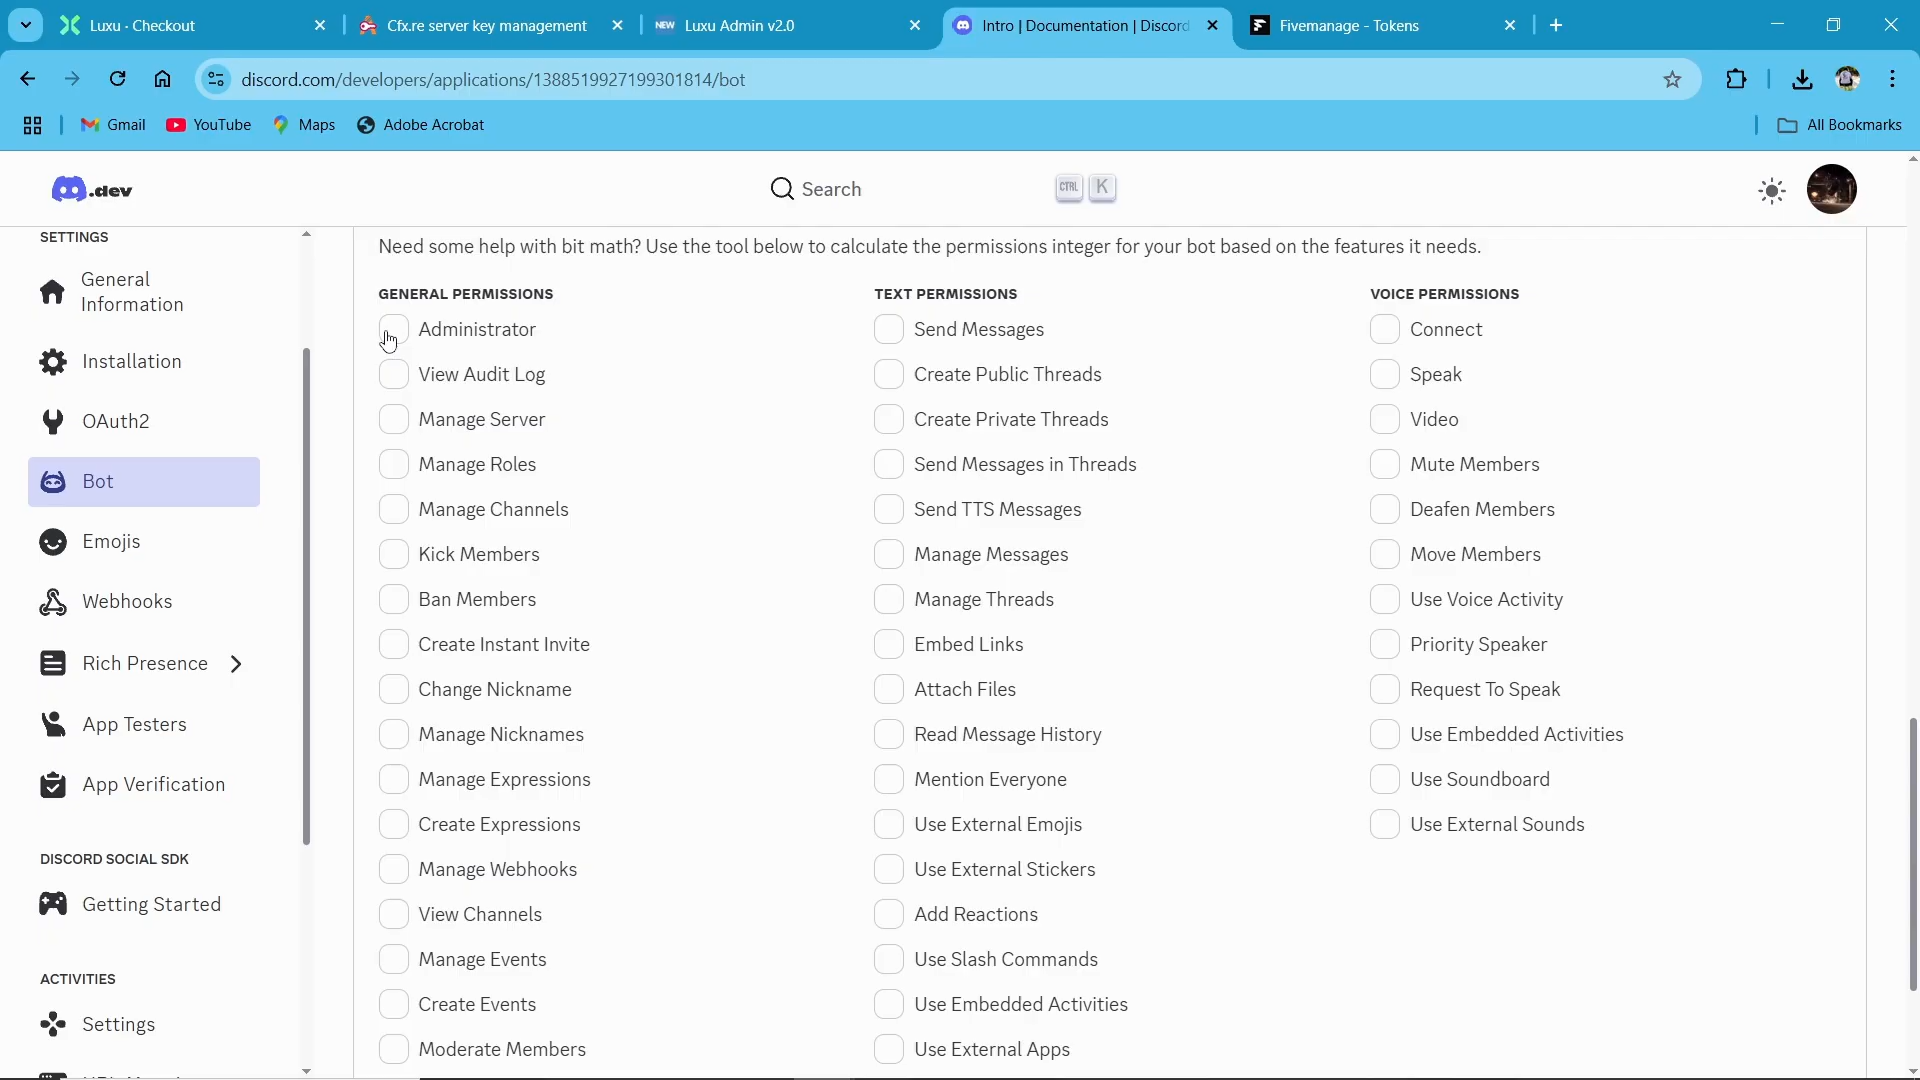 Luxu - Checkout
Cfx.re server key management
NEW Luxu Admin v2.0
Intro | Documentation | Discord
Fivemanage - Tokens
discord.com/developers/applications/1388519927199301814/bot
Gmail
YouTube
Maps
Adobe Acrobat
All Bookmarks
.dev
Search
CTRL K
SETTINGS
General
Information
Installation
OAuth2
Bot
Emojis
Webhooks
Rich Presence
App Testers
App Verification
DISCORD SOCIAL SDK
Getting Started
ACTIVITIES
Settings
Need some help with bit math? Use the tool below to calculate the permissions integer for your bot based on the features it needs.
GENERAL PERMISSIONS
Administrator
View Audit Log
Manage Server
Manage Roles
Manage Channels
Kick Members
Ban Members
Create Instant Invite
Change Nickname
Manage Nicknames
Manage Expressions
Create Expressions
Manage Webhooks
View Channels
Manage Events
Create Events
Moderate Members
TEXT PERMISSIONS
Send Messages
Create Public Threads
Create Private Threads
Send Messages in Threads
Send TTS Messages
Manage Messages
Manage Threads
Embed Links
Attach Files
Read Message History
Mention Everyone
Use External Emojis
Use External Stickers
Add Reactions
Use Slash Commands
Use Embedded Activities
Use External Apps
VOICE PERMISSIONS
Connect
Speak
Video
Mute Members
Deafen Members
Move Members
Use Voice Activity
Priority Speaker
Request To Speak
Use Embedded Activities
Use Soundboard
Use External Sounds